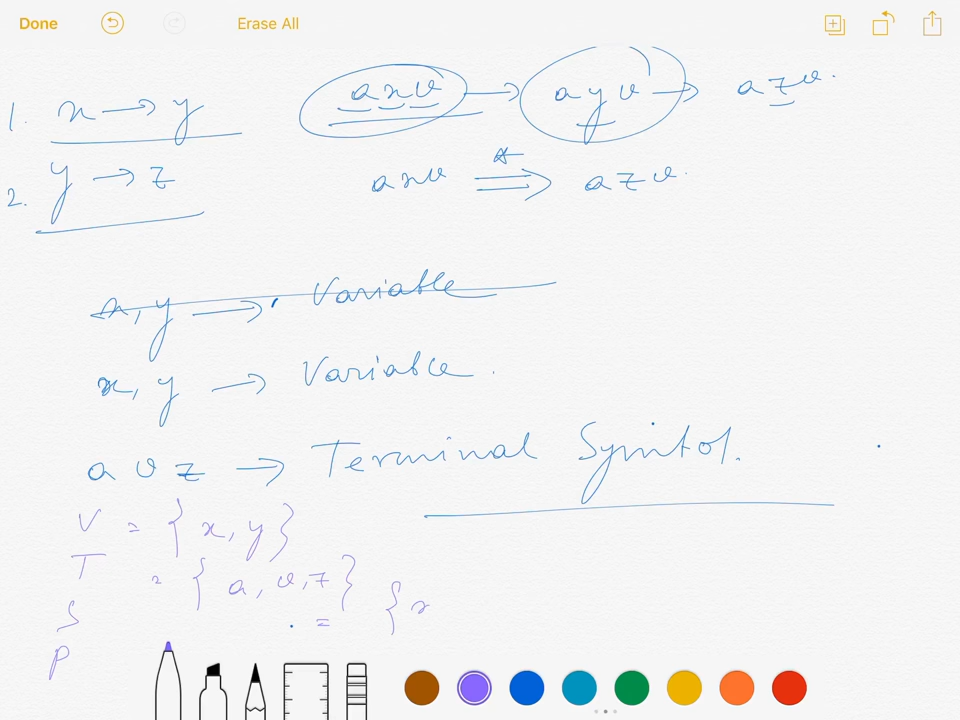 Done Erase All
1. x → y axv → ayv → azv.
2. y → z axv ⇒* azv.
x, y → Variable
x, y → Variable.
a v z → Terminal Symbol.
V = { x, y }
T = { a, v, z }
S = { x
P